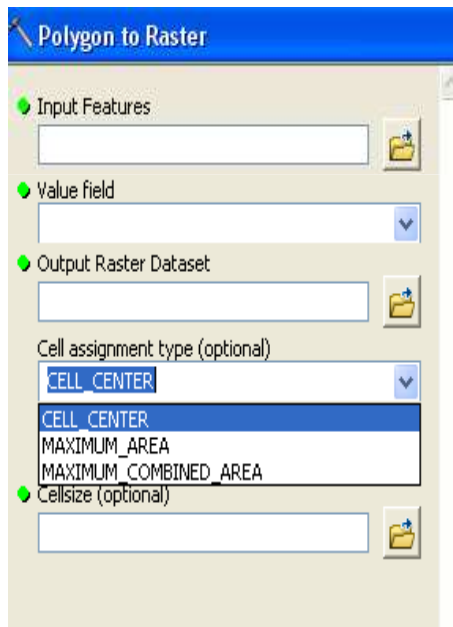 Polygon to Raster
Input Features
Value field
Output Raster Dataset
Cell assignment type (optional)
CELL_CENTER
CELL_CENTER
MAXIMUM_AREA
MAXIMUM_COMBINED_AREA
Cellsize (optional)